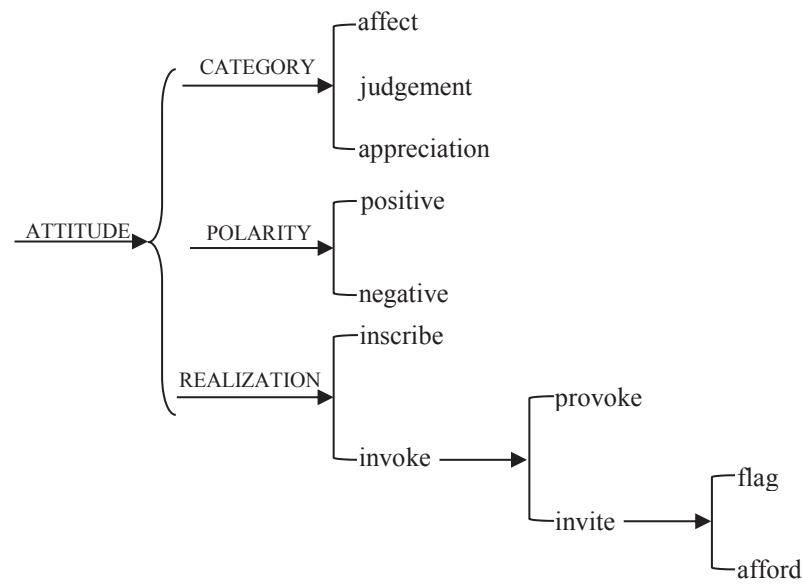 affect
CATEGORY
judgement
appreciation
positive
ATTITUDE
POLARITY
negative
inscribe
REALIZATION
provoke
invoke
flag
invite
afford